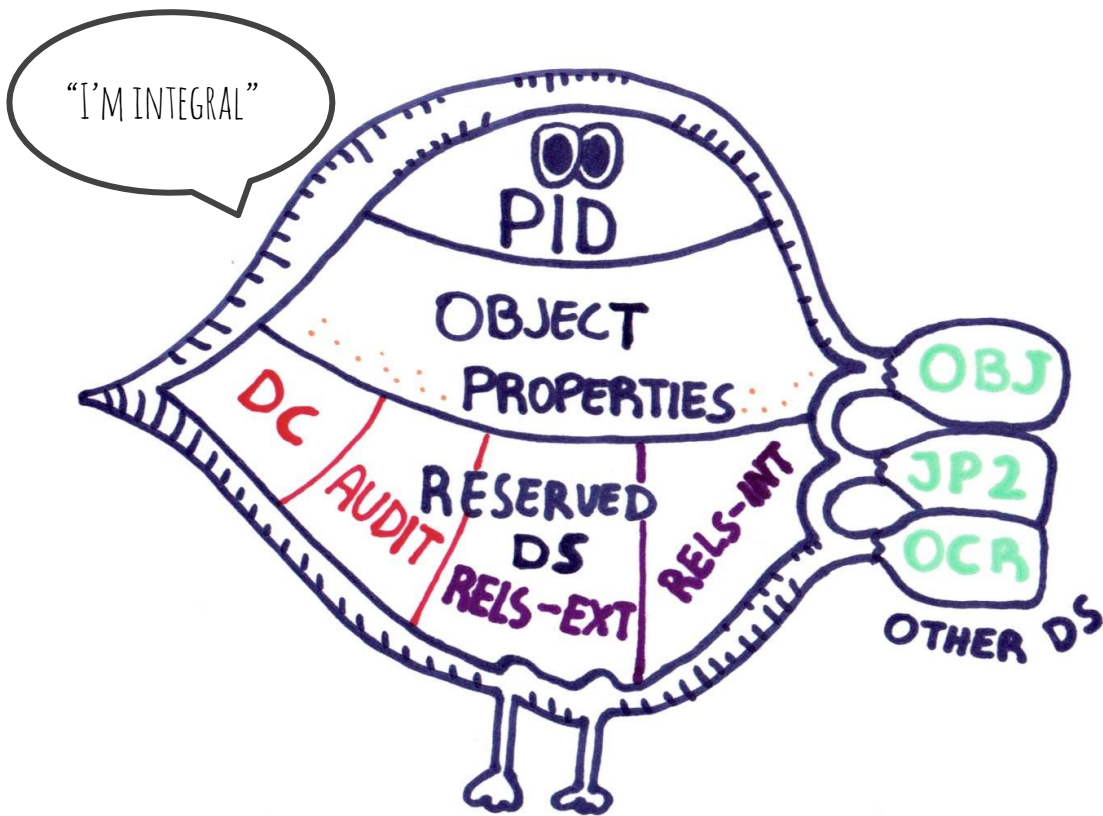 “I’M INTEGRAL”
PID
OBJECT
PROPERTIES
DC
AUDIT
RESERVED
DS
RELS-EXT
RELS-INT
OBJ
JP2
OCR
OTHER DS